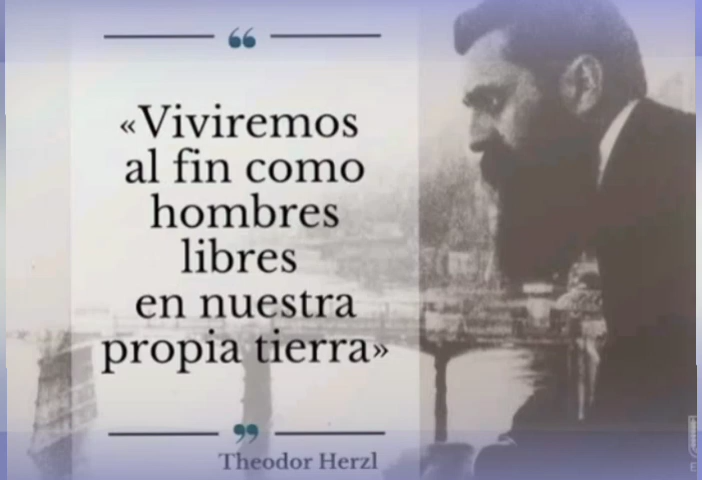 «Viviremos
al fin como
hombres
libres
en nuestra
propia tierra»
Theodor Herzl